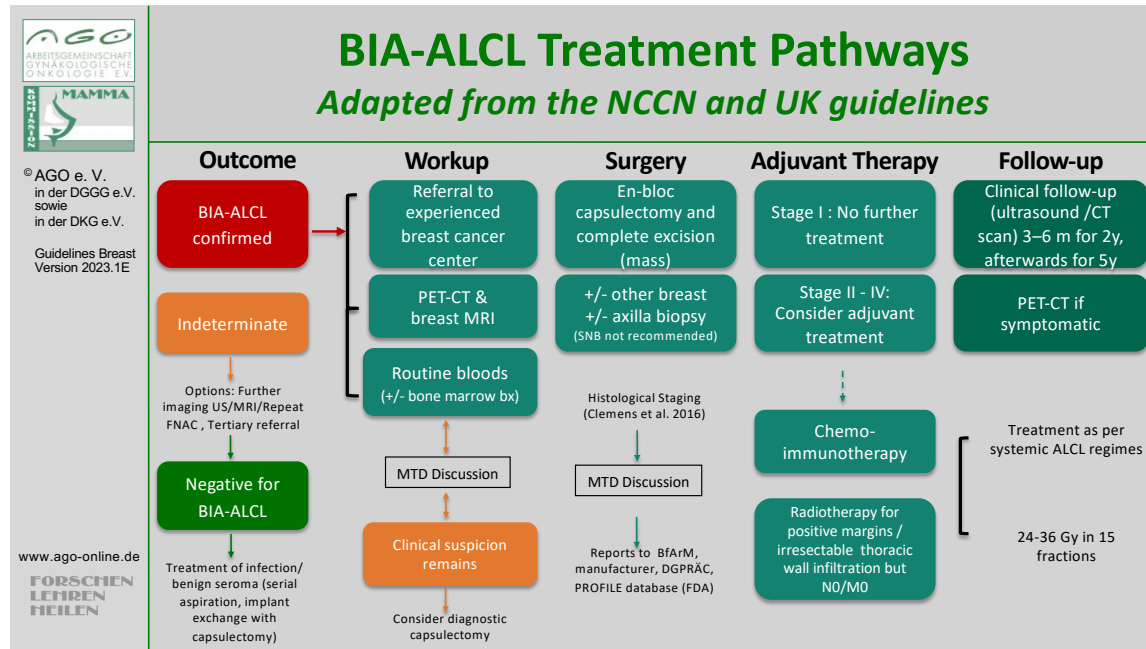 AGO
ARBEITSGEMEINSCHAFT
GYNÄKOLOGISCHE
ONKOLOGIE E.V.
KOMMISSION
MAMMA
© AGO e. V.
in der DGGG e.V.
sowie
in der DKG e.V.
Guidelines Breast
Version 2023.1E
www.ago-online.de
FORSCHEN
LEHREN
HEILEN
BIA-ALCL Treatment Pathways
Adapted from the NCCN and UK guidelines
Outcome
BIA-ALCL
confirmed
Indeterminate
Options: Further
imaging US/MRI/Repeat
FNAC , Tertiary referral
Negative for
BIA-ALCL
Treatment of infection/
benign seroma (serial
aspiration, implant
exchange with
capsulectomy)
Workup
Referral to
experienced
breast cancer
center
PET-CT &
breast MRI
Routine bloods
(+/- bone marrow bx)
MTD Discussion
Clinical suspicion
remains
Consider diagnostic
capsulectomy
Surgery
En-bloc
capsulectomy and
complete excision
(mass)
+/- other breast
+/- axilla biopsy
(SNB not recommended)
Histological Staging
(Clemens et al. 2016)
MTD Discussion
Reports to BfArM,
manufacturer, DGPRÄC,
PROFILE database (FDA)
Adjuvant Therapy
Stage I : No further
treatment
Stage II - IV:
Consider adjuvant
treatment
Chemo-
immunotherapy
Radiotherapy for
positive margins /
irresectable thoracic
wall infiltration but
N0/M0
Follow-up
Clinical follow-up
(ultrasound /CT
scan) 3–6 m for 2y,
afterwards for 5y
PET-CT if
symptomatic
Treatment as per
systemic ALCL regimes
24-36 Gy in 15
fractions